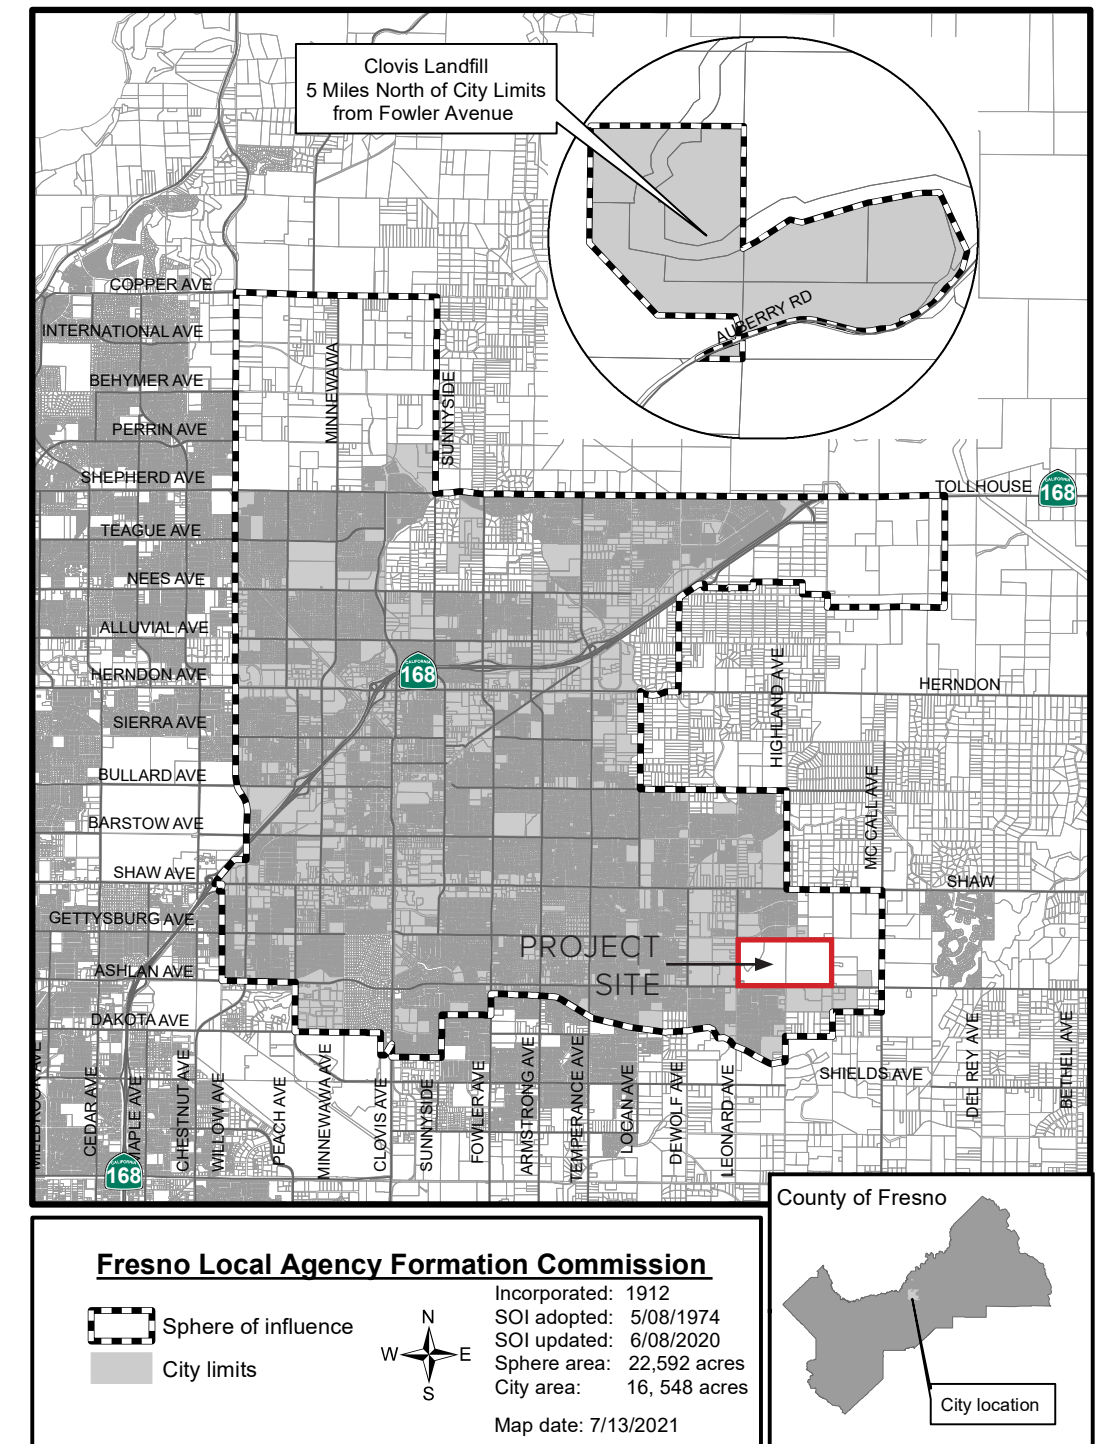 Clovis Landfill
5 Miles North of City Limits
from Fowler Avenue
AUBERRY RD
COPPER AVE
INTERNATIONAL AVE
BEHYMER AVE
PERRIN AVE
SHEPHERD AVE
TEAGUE AVE
NEES AVE
ALLUVIAL AVE
HERNDON AVE
SIERRA AVE
BULLARD AVE
BARSTOW AVE
SHAW AVE
GETTYSBURG AVE
ASHLAN AVE
DAKOTA AVE
MINNEWAWA
SUNNYSIDE
TOLLHOUSE
CALIFORNIA
168
CALIFORNIA
168
HERNDON
HIGHLAND AVE
MC CALL AVE
SHAW
PROJECT
SITE
SHIELDS AVE
MILLBROOK AVE
CEDAR AVE
MAPLE AVE
CHESTNUT AVE
WILLOW AVE
PEACH AVE
MINNEWAWA AVE
CLOVIS AVE
SUNNYSIDE
FOWLER AVE
ARMSTRONG AVE
TEMPERANCE AVE
LOCAN AVE
DEWOLF AVE
LEONARD AVE
DEL REY AVE
BETHEL AVE
CALIFORNIA
168
County of Fresno
City location
Fresno Local Agency Formation Commission
Sphere of influence
City limits
N
W E
S
Incorporated: 1912
SOI adopted: 5/08/1974
SOI updated: 6/08/2020
Sphere area: 22,592 acres
City area: 16, 548 acres
Map date: 7/13/2021